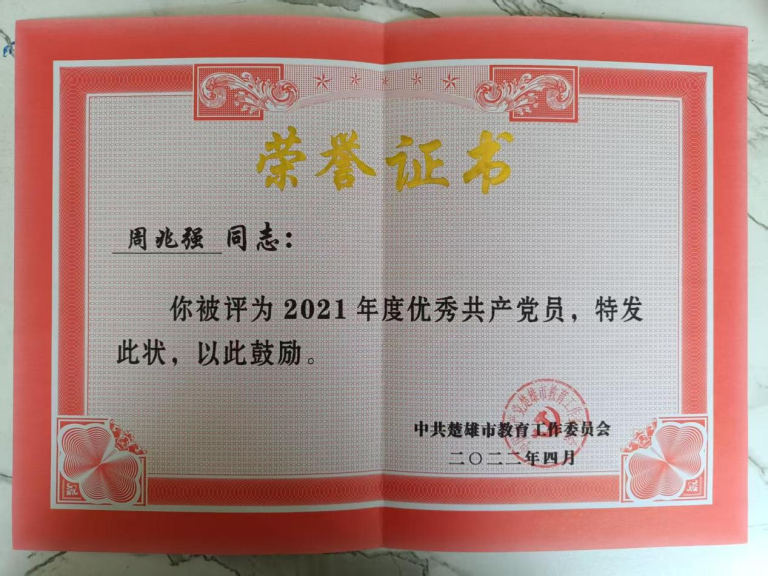 荣誉证书
周兆强 同志：
你被评为2021年度优秀共产党员，特发
此状，以此鼓励。
中共楚雄市教育工作委员会
二〇二二年四月